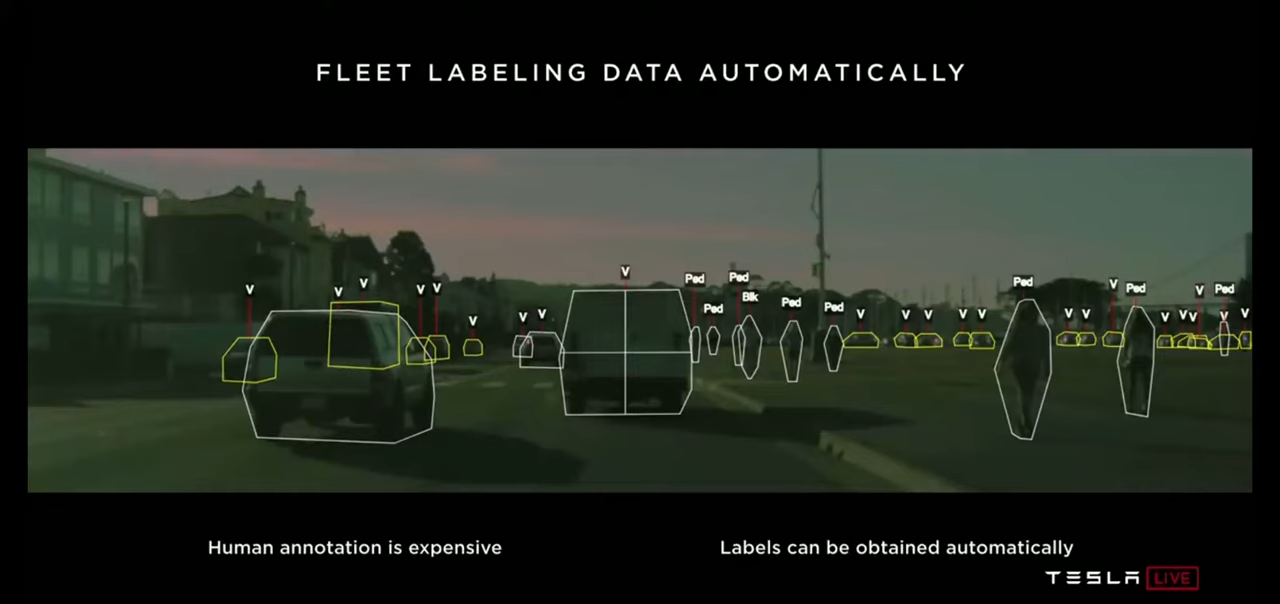 FLEET LABELING DATA AUTOMATICALLY
V
V
V
V
V
V
V
V
V
Ped
Ped
Ped
Blk
Ped
Ped
V
V
V
V
V
Ped
V
V
V
Ped
V
V
V
V
Ped
V
V
Human annotation is expensive
Labels can be obtained automatically
TESLA LIVE